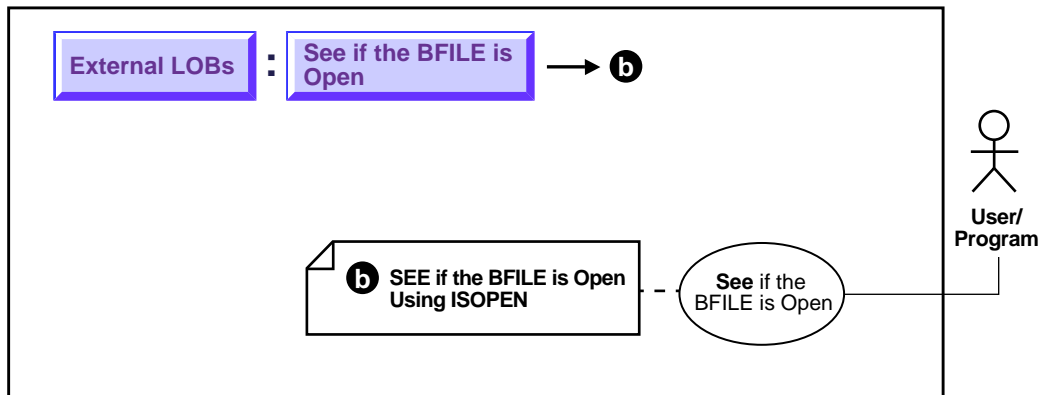 External LOBs : See if the BFILE is
Open
b
User/
Program
b SEE if the BFILE is Open
Using ISOPEN
See if the
BFILE is Open